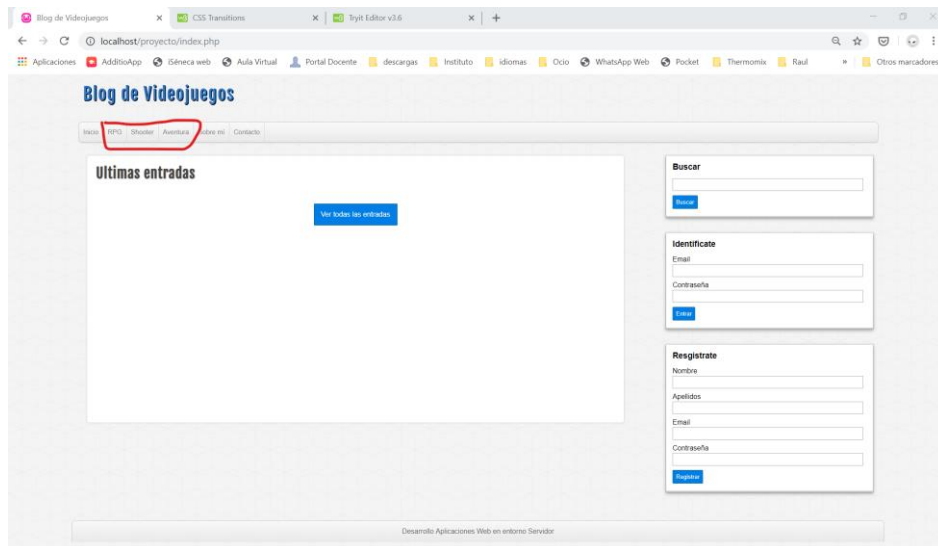 Blog de Videojuegos CSS Transitions Tryit Editor v3.6
localhost/proyecto/index.php
Aplicaciones AdditioApp iSéneca web Aula Virtual Portal Docente descargas Instituto idiomas Ocio WhatsApp Web Pocket Thermomix Raul » Otros marcadores
Blog de Videojuegos
Inicio RPG Shooter Aventura Sobre mi Contacto
Ultimas entradas
Ver todas las entradas
Buscar
Buscar
Identificate
Email
Contraseña
Entrar
Resgistrate
Nombre
Apellidos
Email
Contraseña
Registrar
Desarrollo Aplicaciones Web en entorno Servidor